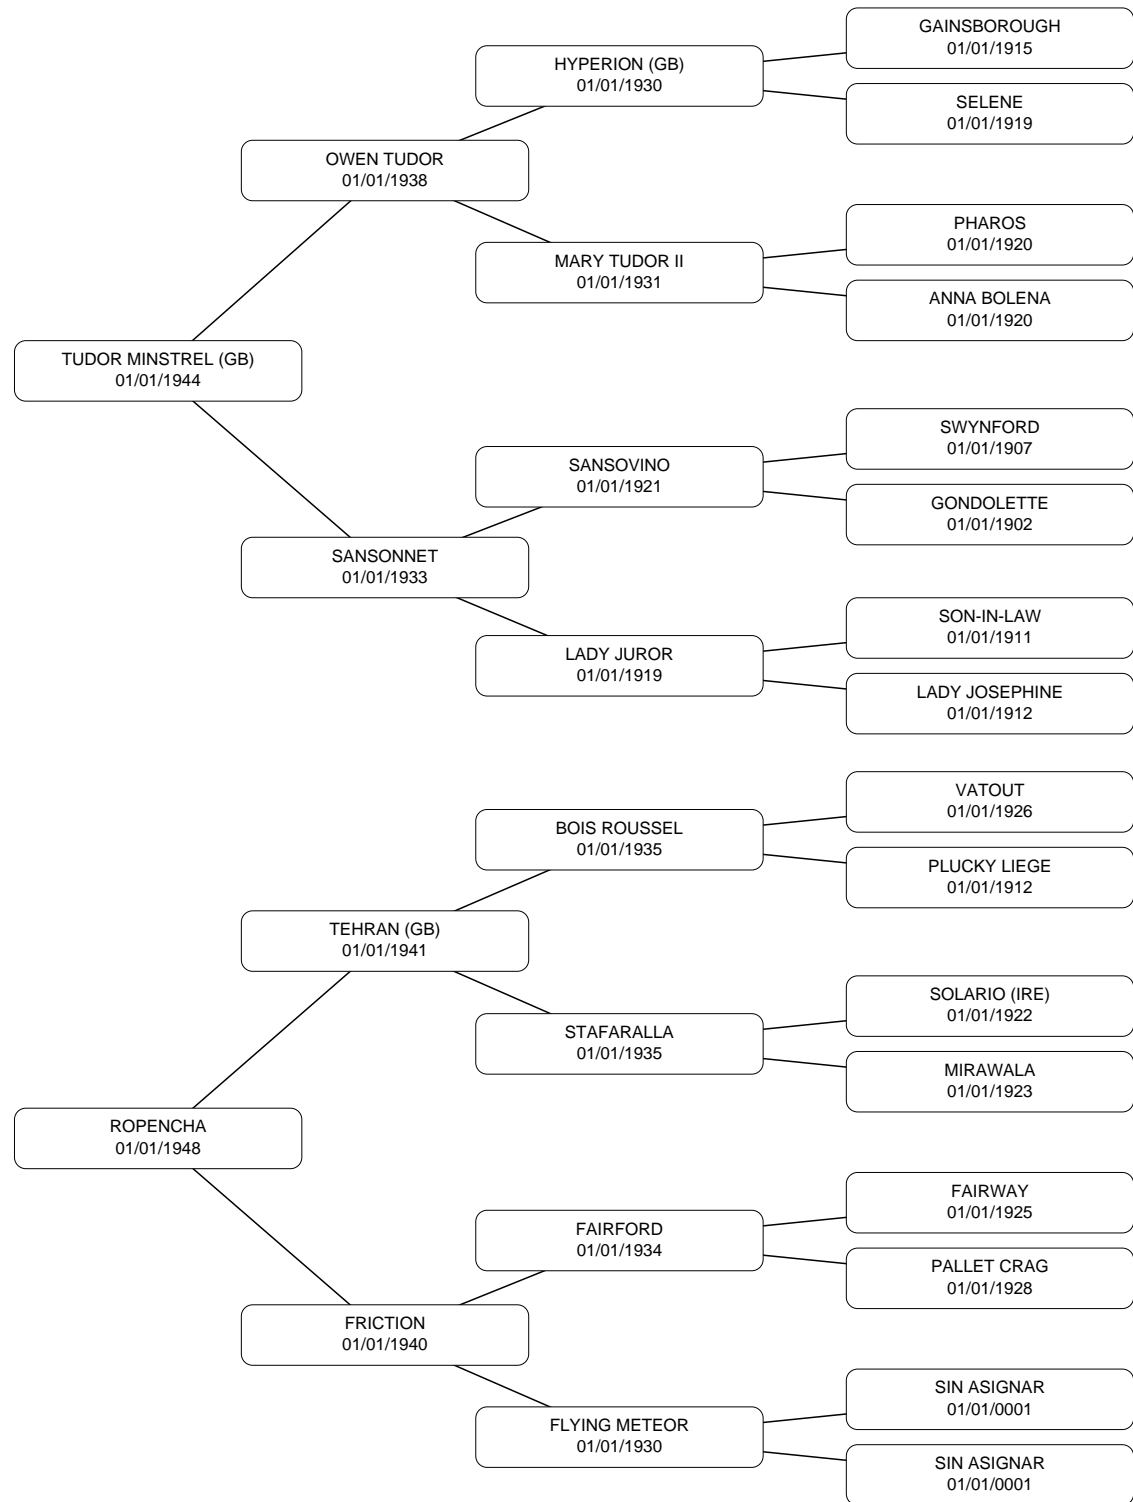 GAINSBOROUGH
01/01/1915
HYPERION (GB)
01/01/1930
SELENE
01/01/1919
OWEN TUDOR
01/01/1938
PHAROS
01/01/1920
MARY TUDOR II
01/01/1931
ANNA BOLENA
01/01/1920
TUDOR MINSTREL (GB)
01/01/1944
SWYNFORD
01/01/1907
SANSOVINO
01/01/1921
GONDOLETTE
01/01/1902
SANSONNET
01/01/1933
SON-IN-LAW
01/01/1911
LADY JUROR
01/01/1919
LADY JOSEPHINE
01/01/1912
VATOUT
01/01/1926
BOIS ROUSSEL
01/01/1935
PLUCKY LIEGE
01/01/1912
TEHRAN (GB)
01/01/1941
SOLARIO (IRE)
01/01/1922
STAFARALLA
01/01/1935
MIRAWALA
01/01/1923
ROPENCHA
01/01/1948
FAIRWAY
01/01/1925
FAIRFORD
01/01/1934
PALLET CRAG
01/01/1928
FRICTION
01/01/1940
SIN ASIGNAR
01/01/0001
FLYING METEOR
01/01/1930
SIN ASIGNAR
01/01/0001